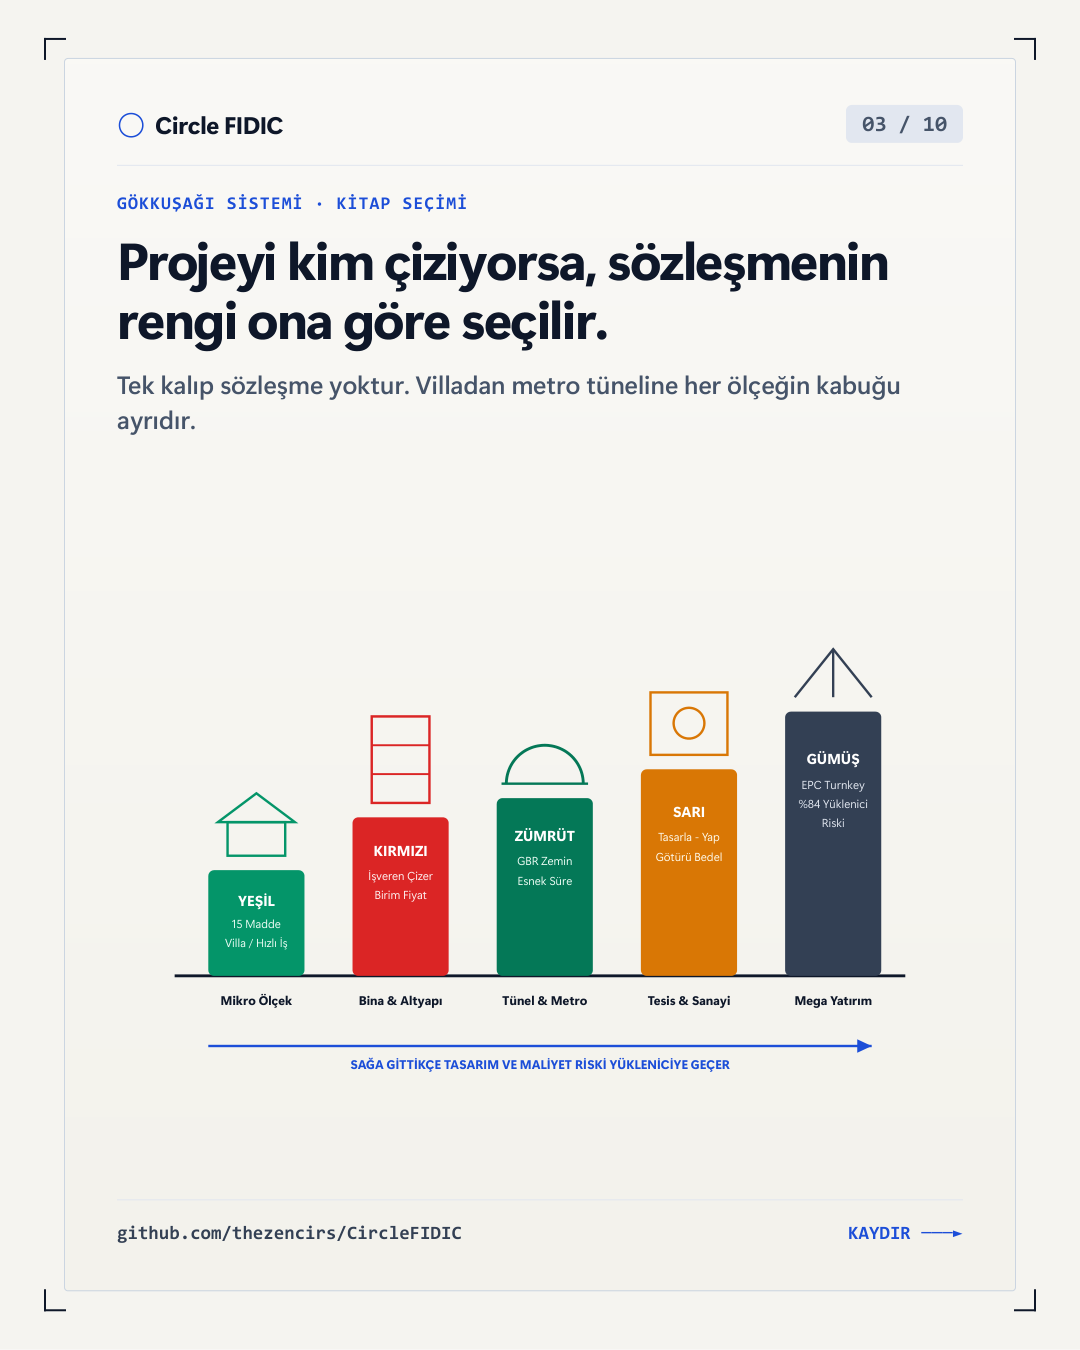 Circle FIDIC
03 / 10
GÖKKUŞAĞI SİSTEMİ · KİTAP SEÇİMİ
Projeyi kim çiziyorsa, sözleşmenin
rengi ona göre seçilir.
Tek kalıp sözleşme yoktur. Villadan metro tüneline her ölçeğin kabuğu
ayrıdır.
YEŞİL
15 Madde
Villa / Hızlı İş
Mikro Ölçek
KIRMIZI
İşveren Çizer
Birim Fiyat
Bina & Altyapı
ZÜMRÜT
GBR Zemin
Esnek Süre
Tünel & Metro
SARI
Tasarla - Yap
Götürü Bedel
Tesis & Sanayi
GÜMÜŞ
EPC Turnkey
%84 Yüklenici
Riski
Mega Yatırım
SAĞA GİTTİKÇE TASARIM VE MALİYET RİSKİ YÜKLENİCİYE GEÇER
github.com/thezencirs/CircleFIDIC
KAYDIR